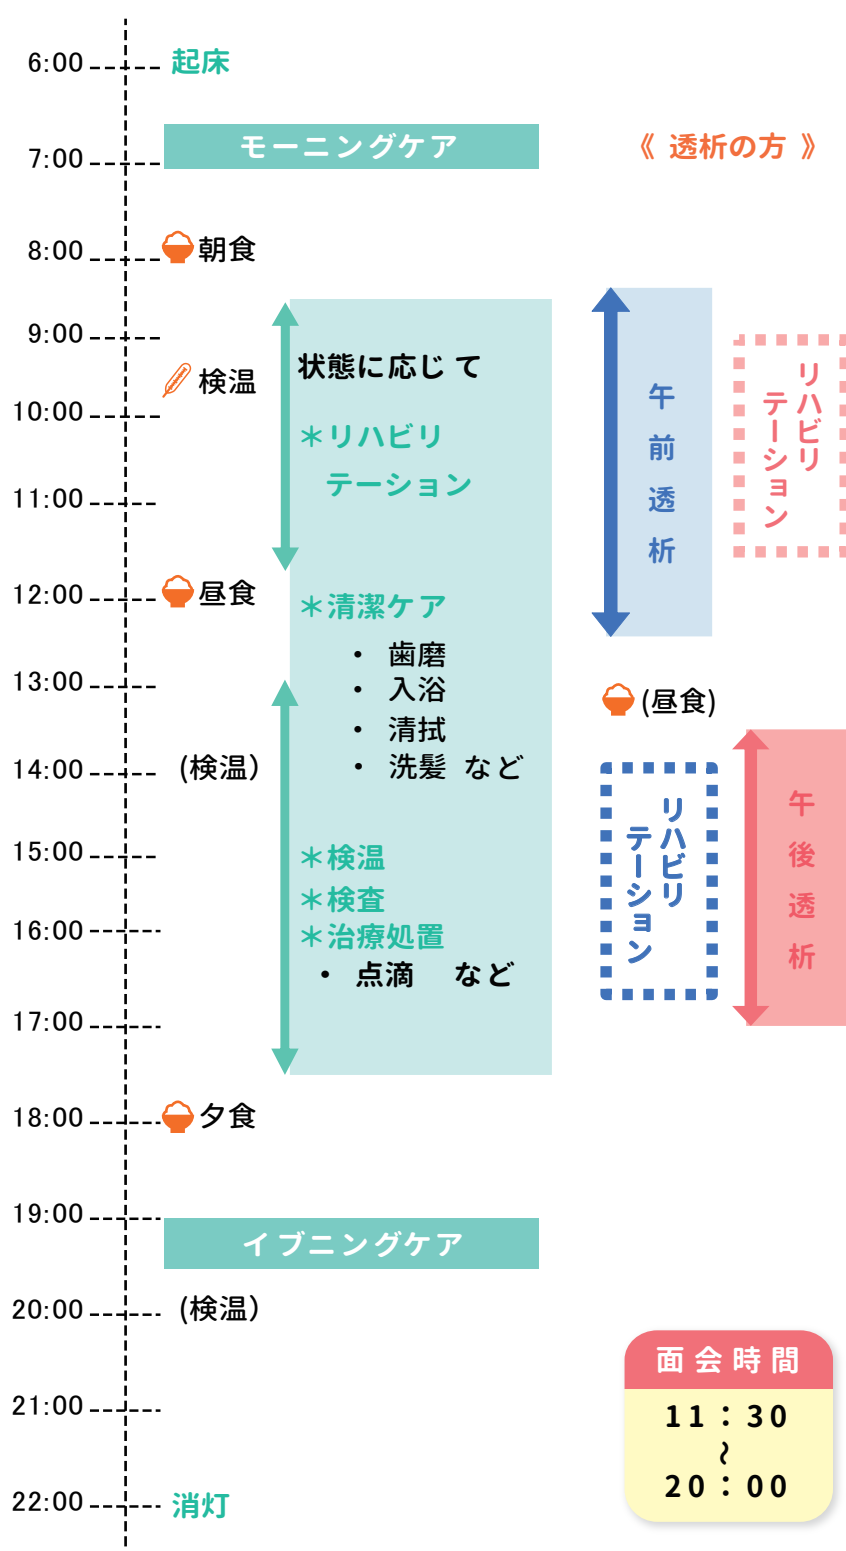 6:00 起床
モーニングケア
《 透析の方 》
7:00
8:00 朝食
9:00
状態に応じて
検温
10:00
＊リハビリ
テーション
11:00
12:00 昼食
＊清潔ケア
・ 歯磨
13:00
・ 入浴
・ 清拭
14:00 (検温）
・ 洗髪 など
15:00
＊検温
＊検査
16:00
＊治療処置
・ 点滴 など
17:00
18:00 夕食
19:00
イブニングケア
20:00 (検温）
21:00
22:00 消灯
午前透析
リハビリ
テーション
(昼食)
リハビリ
テーション
午後透析
面会時間
11：30
～
20：00